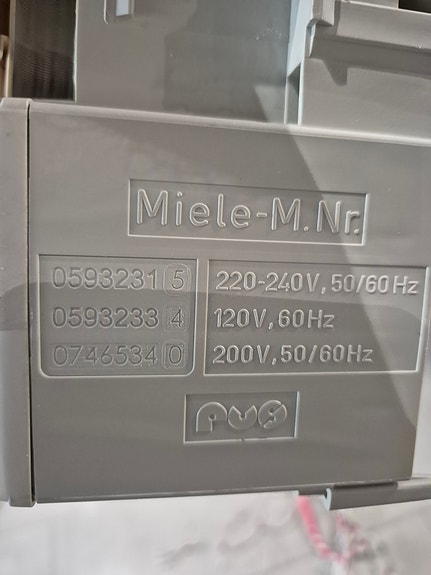 Miele-M.Nr.
0593231 5 220-240V, 50/60Hz
0593233 4 120V, 60Hz
0746534 0 200V, 50/60Hz